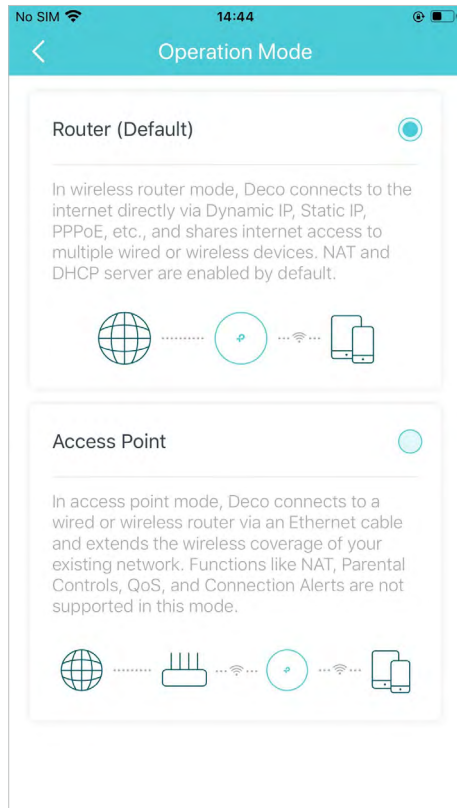 No SIM 14:44
Operation Mode
Router (Default)
In wireless router mode, Deco connects to the
internet directly via Dynamic IP, Static IP,
PPPoE, etc., and shares internet access to
multiple wired or wireless devices. NAT and
DHCP server are enabled by default.
Access Point
In access point mode, Deco connects to a
wired or wireless router via an Ethernet cable
and extends the wireless coverage of your
existing network. Functions like NAT, Parental
Controls, QoS, and Connection Alerts are not
supported in this mode.